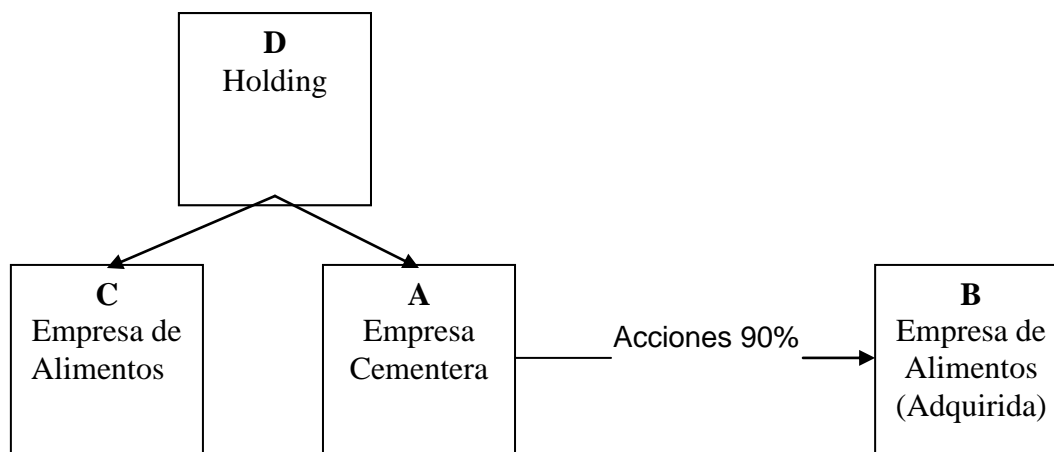 D
Holding
C
Empresa de
Alimentos
A
Empresa
Cementera
Acciones 90%
B
Empresa de
Alimentos
(Adquirida)